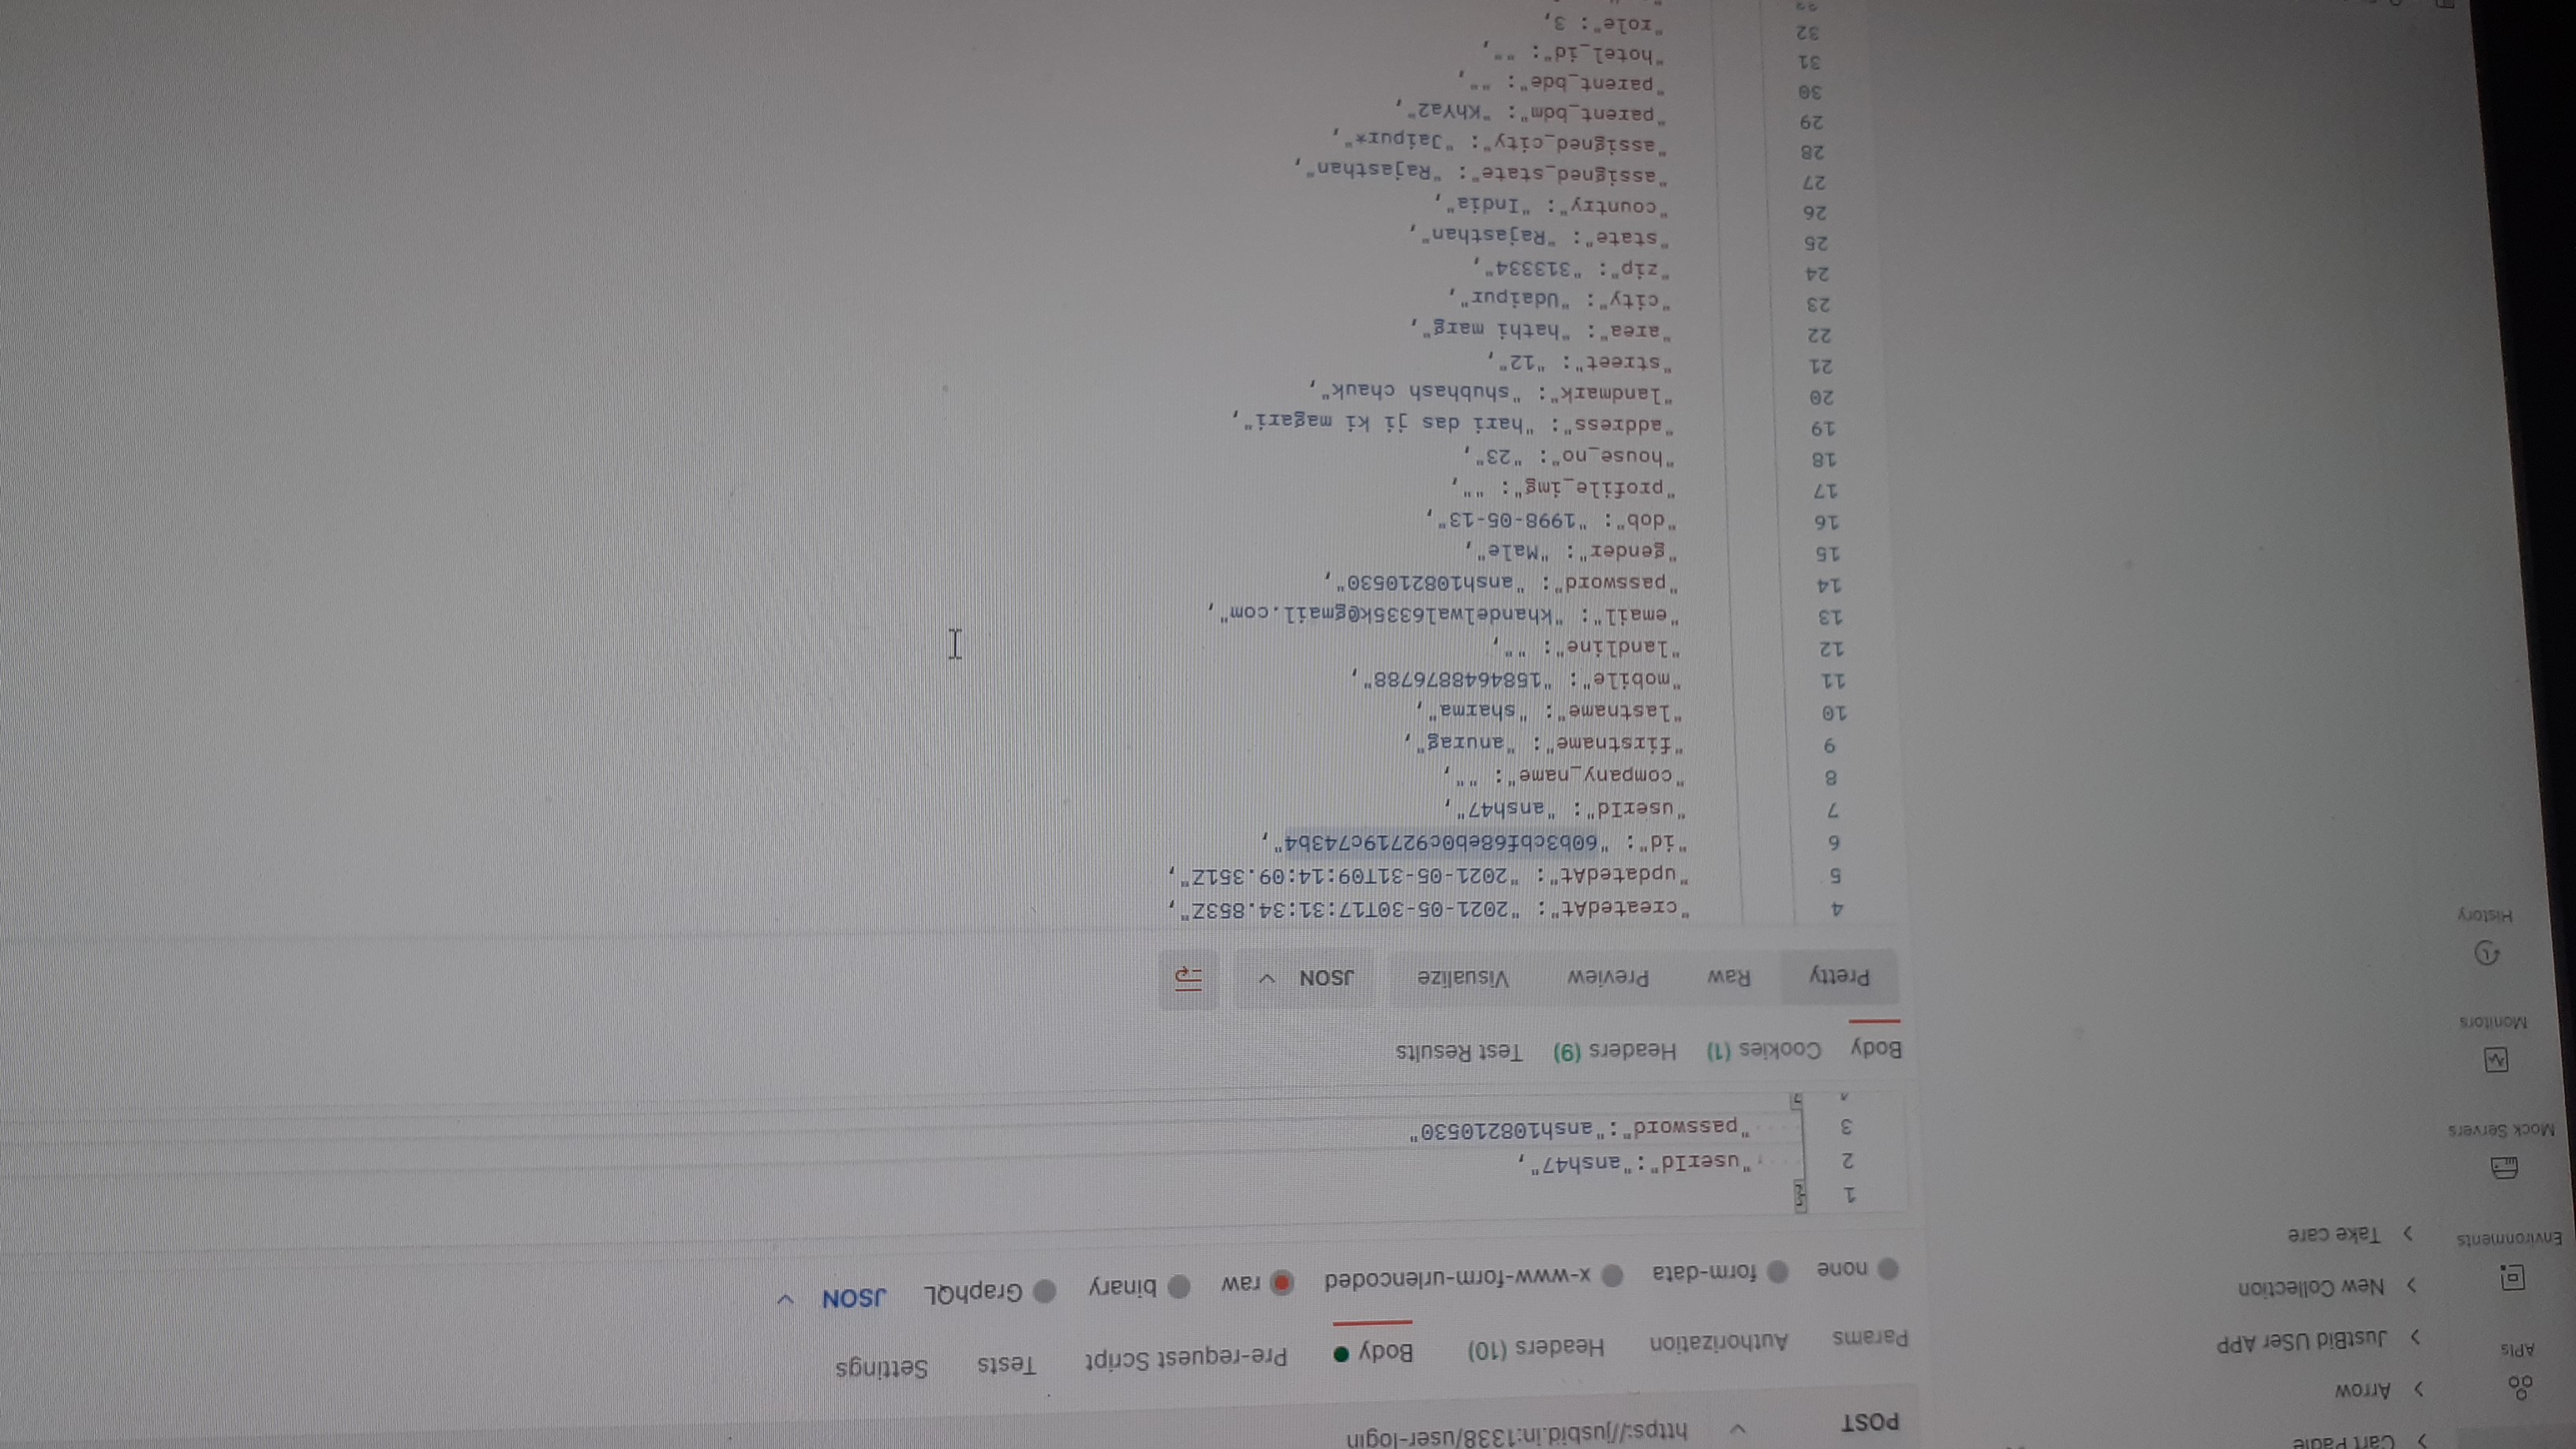 Cart Padle
POST
https://jusbid.in:1338/user-login
APIs
Arrow
JustBid USer APP
New Collection
Take care
Environments
Mock Servers
Monitors
History
Params Authorization Headers (10) Body Pre-request Script Tests Settings
none form-data x-www-form-urlencoded raw binary GraphQL JSON
1 {
2 "userId":"ansh47",
3 "password":"ansh108210530"
4 }
Body Cookies (1) Headers (9) Test Results
Pretty Raw Preview Visualize JSON
4 "createdAt": "2021-05-30T17:31:34.853Z",
5 "updatedAt": "2021-05-31T09:14:09.351Z",
6 "id": "60b3cbf68eb0c92719c743b4",
7 "userId": "ansh47",
8 "company_name": "",
9 "firstname": "anurag",
10 "lastname": "sharma",
11 "mobile": "1584648876788",
12 "landline": "",
13 "email": "khandelwal6335k@gmail.com",
14 "password": "ansh108210530",
15 "gender": "Male",
16 "dob": "1998-05-13",
17 "profile_img": "",
18 "house_no": "23",
19 "address": "hari das ji ki magari",
20 "landmark": "shubhash chauk",
21 "street": "12",
22 "area": "hathi marg",
23 "city": "Udaipur",
24 "zip": "313334",
25 "state": "Rajasthan",
26 "country": "India",
27 "assigned_state": "Rajasthan",
28 "assigned_city": "Jaipur*",
29 "parent_bdm": "KhYa2",
30 "parent_bde": "",
31 "hotel_id": "",
32 "role": 3,